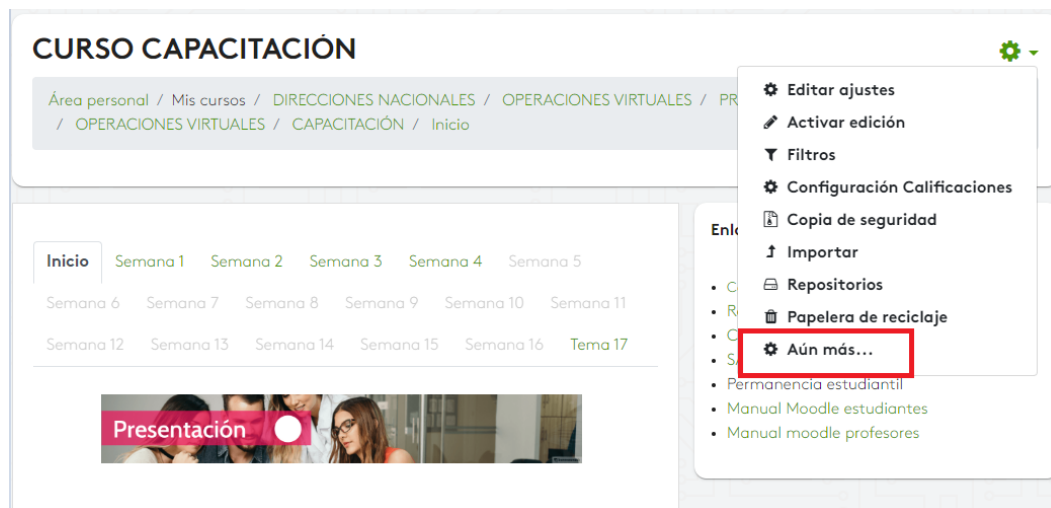 CURSO CAPACITACIÓN
Área personal / Mis cursos / DIRECCIONES NACIONALES / OPERACIONES VIRTUALES / PR
/ OPERACIONES VIRTUALES / CAPACITACIÓN / Inicio
Editar ajustes
Activar edición
Filtros
Configuración Calificaciones
Copia de seguridad
Importar
Repositorios
Papelera de reciclaje
Aún más...
Inicio Semana 1 Semana 2 Semana 3 Semana 4 Semana 5
Semana 6 Semana 7 Semana 8 Semana 9 Semana 10 Semana 11
Semana 12 Semana 13 Semana 14 Semana 15 Semana 16 Tema 17
Presentación
Permanencia estudiantil
Manual Moodle estudiantes
Manual moodle profesores